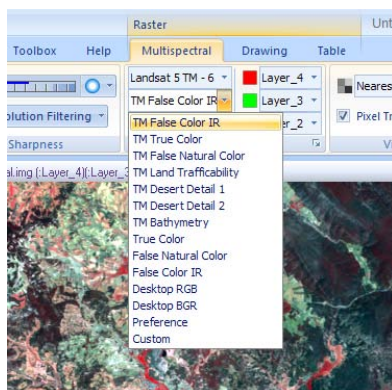 Raster
Unt
Toolbox Help Multispectral Drawing Table
Landsat 5 TM - 6 Layer_4 Neares
TM False Color IR Layer_3
olution Filtering r_2 Pixel Tr
Sharpness Vi
al.img (:Layer_4)(:Layer_3
TM False Color IR
TM True Color
TM False Natural Color
TM Land Trafficability
TM Desert Detail 1
TM Desert Detail 2
TM Bathymetry
True Color
False Natural Color
False Color IR
Desktop RGB
Desktop BGR
Preference
Custom